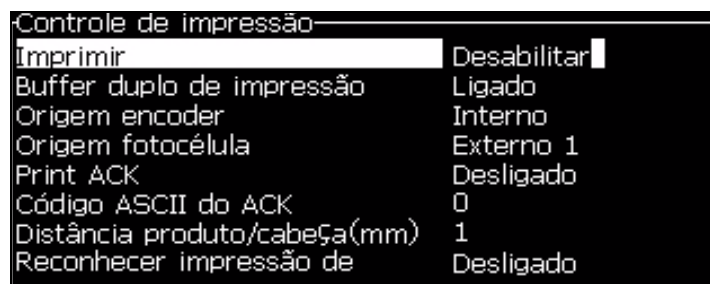 Controle de impressão
Imprimir Desabilitar
Buffer duplo de impressão Ligado
Origem encoder Interno
Origem fotocélula Externo 1
Print ACK Desligado
Código ASCII do ACK 0
Distância produto/cabeça(mm) 1
Reconhecer impressão de Desligado